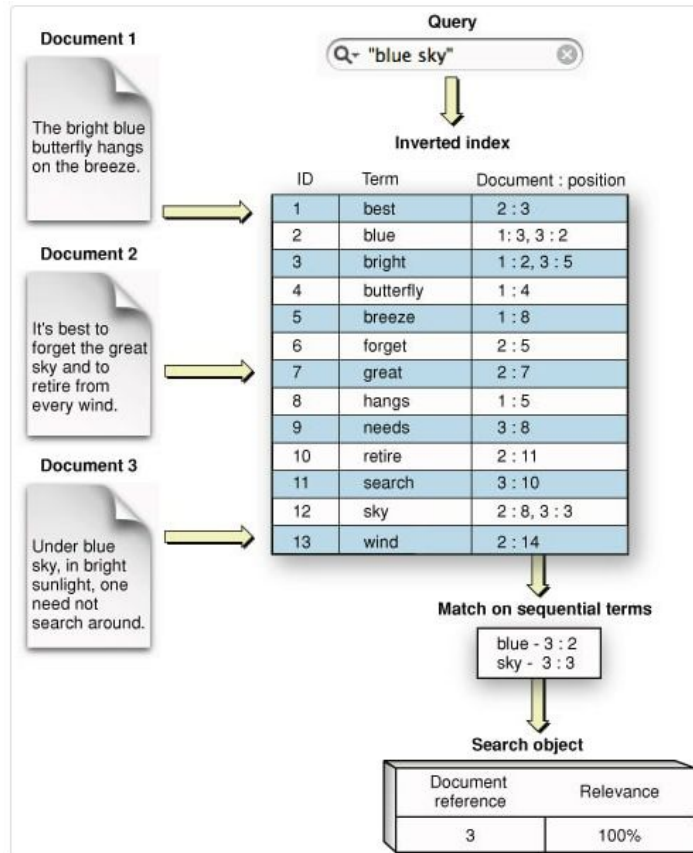 Document 1
The bright blue
butterfly hangs
on the breeze.
Document 2
It's best to
forget the great
sky and to
retire from
every wind.
Document 3
Under blue
sky, in bright
sunlight, one
need not
search around.
Query
"blue sky"
Inverted index
ID Term Document : position
1 best 2 : 3
2 blue 1: 3, 3 : 2
3 bright 1 : 2, 3 : 5
4 butterfly 1 : 4
5 breeze 1 : 8
6 forget 2 : 5
7 great 2 : 7
8 hangs 1 : 5
9 needs 3 : 8
10 retire 2 : 11
11 search 3 : 10
12 sky 2 : 8, 3 : 3
13 wind 2 : 14
Match on sequential terms
blue - 3 : 2
sky - 3 : 3
Search object
Document
reference
Relevance
3 100%